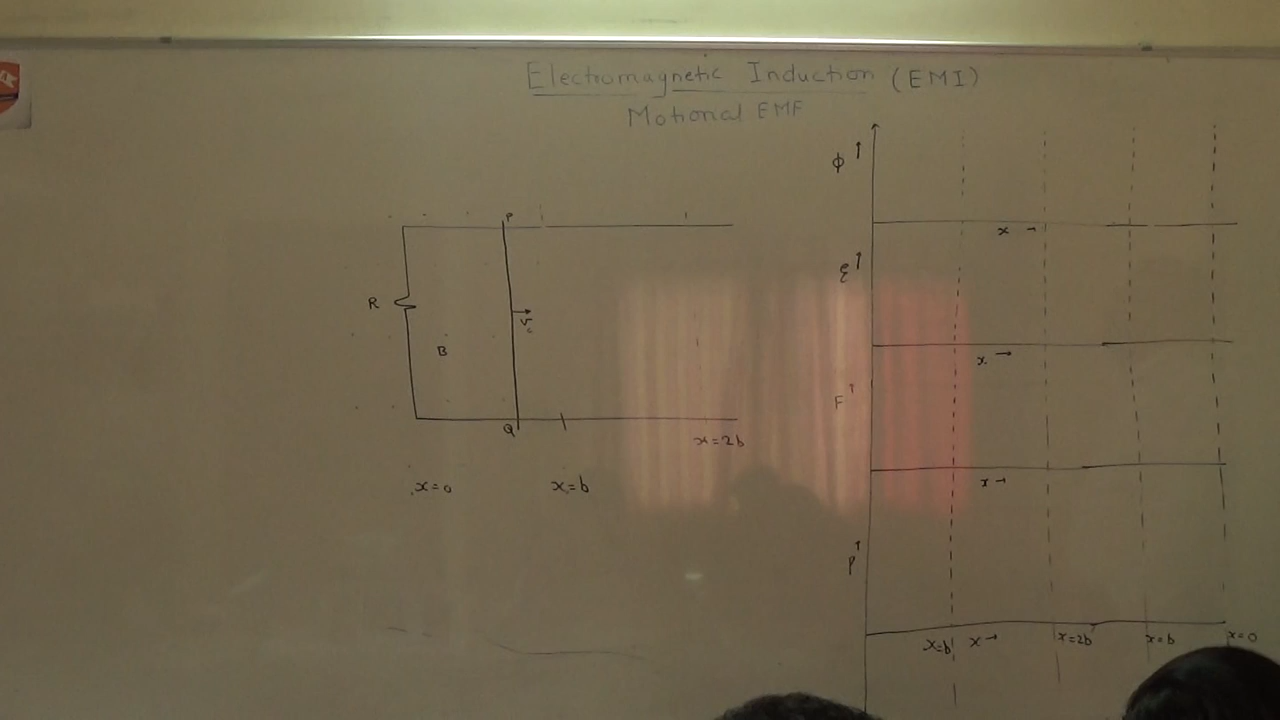 Electromagnetic Induction (EMI)
Motional EMF
P
R
B
v
Q
x=0
x=b
x=2b
ϕ↑
x→
ε↑
x→
F↑
x→
P↑
x=b
x→
x=2b
x=b
x=0